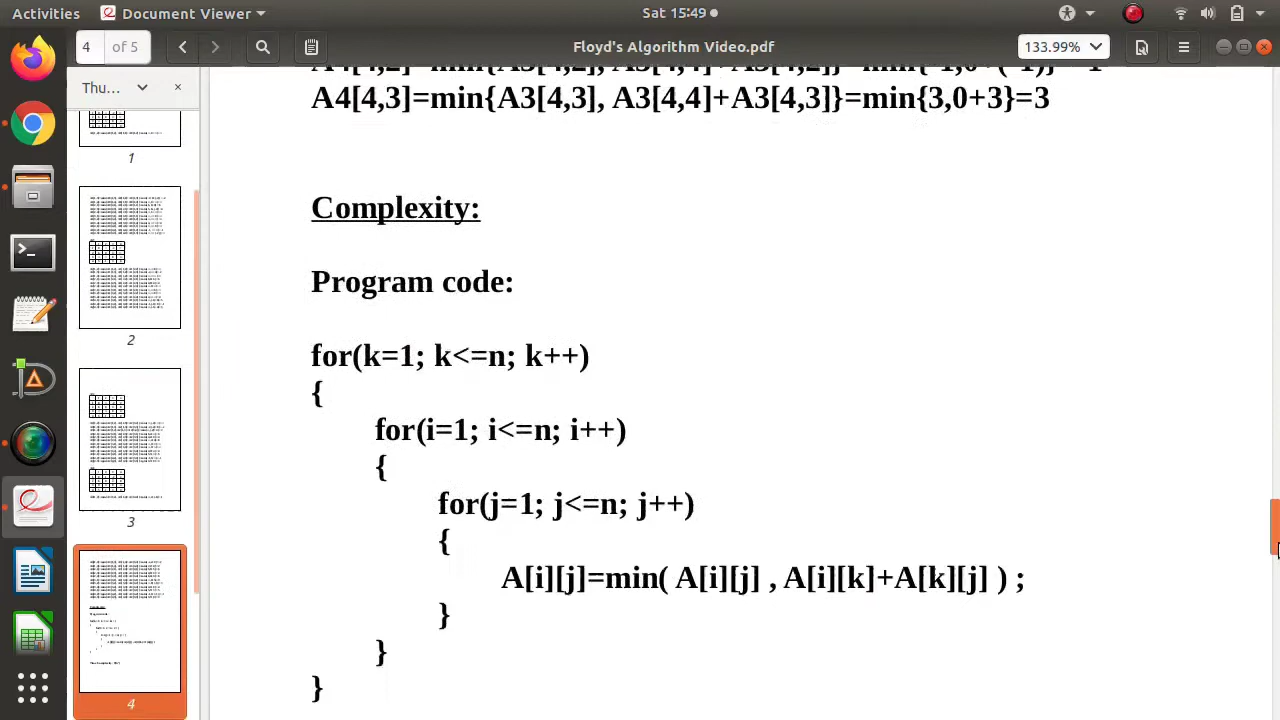 Activities
Document Viewer
Sat 15:49
4
of 5
Floyd's Algorithm Video.pdf
133.99%
Thu...
×
1
2
3
4
A4[4,3]=min{A3[4,3], A3[4,4]+A3[4,3]}=min{3,0+3}=3
Complexity:
Program code:
for(k=1; k<=n; k++)
{
for(i=1; i<=n; i++)
{
for(j=1; j<=n; j++)
{
A[i][j]=min( A[i][j] , A[i][k]+A[k][j] ) ;
}
}
}